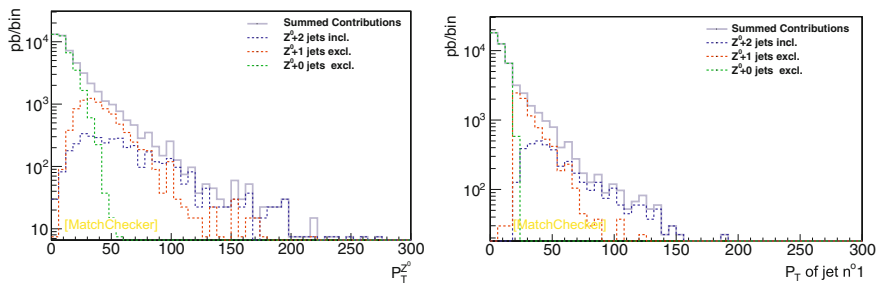 pb/bin
Summed Contributions
Z⁰+2 jets incl.
Z⁰+1 jets excl.
Z⁰+0 jets excl.
10⁴
10³
10²
10
[MatchChecker]
0 50 100 150 200 250 300
P_T^{Z⁰}
pb/bin
Summed Contributions
Z⁰+2 jets incl.
Z⁰+1 jets excl.
Z⁰+0 jets excl.
10⁴
10³
10²
[MatchChecker]
0 50 100 150 200 250 300
P_T of jet n°1